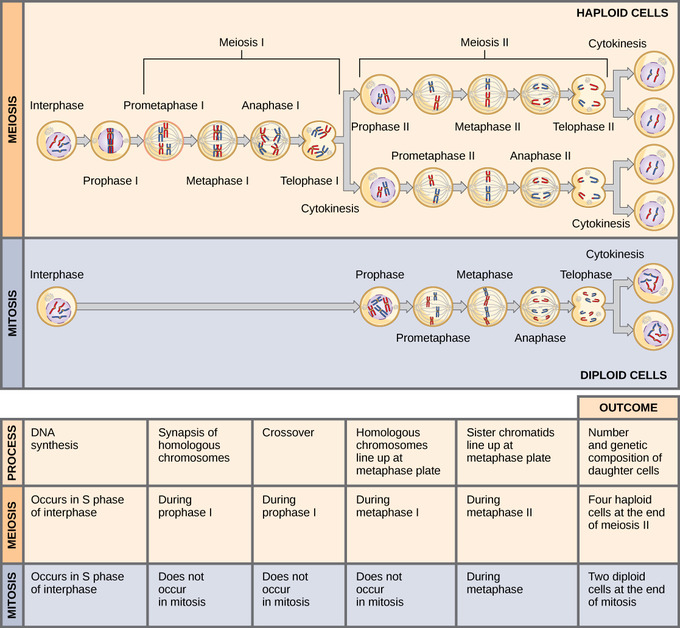 HAPLOID CELLS
MEIOSIS
Meiosis I
Meiosis II
Cytokinesis
Interphase
Prometaphase I
Anaphase I
Prophase II
Metaphase II
Telophase II
Prophase I
Metaphase I
Telophase I
Prometaphase II
Anaphase II
Cytokinesis
Cytokinesis
MITOSIS
Cytokinesis
Interphase
Prophase
Metaphase
Telophase
Prometaphase
Anaphase
DIPLOID CELLS
OUTCOME
PROCESS
DNA
synthesis
Synapsis of
homologous
chromosomes
Crossover
Homologous
chromosomes
line up at
metaphase plate
Sister chromatids
line up at
metaphase plate
Number
and genetic
composition of
daughter cells
MEIOSIS
Occurs in S phase
of interphase
During
prophase I
During
prophase I
During
metaphase I
During
metaphase II
Four haploid
cells at the end
of meiosis II
MITOSIS
Occurs in S phase
of interphase
Does not
occur
in mitosis
Does not
occur
in mitosis
Does not
occur
in mitosis
During
metaphase
Two diploid
cells at the end
of mitosis